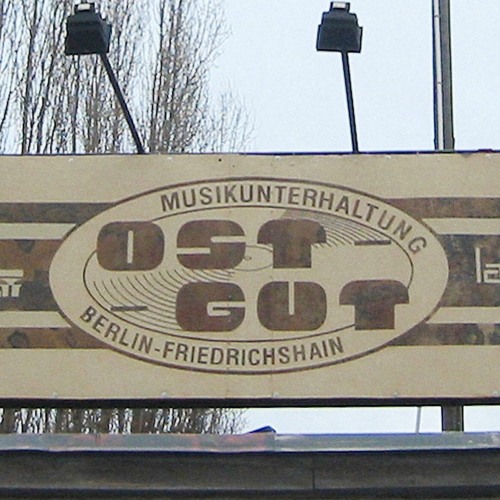 MUSIKUNTERHALTUNG
OST-
-GUT
BERLIN-FRIEDRICHSHAIN